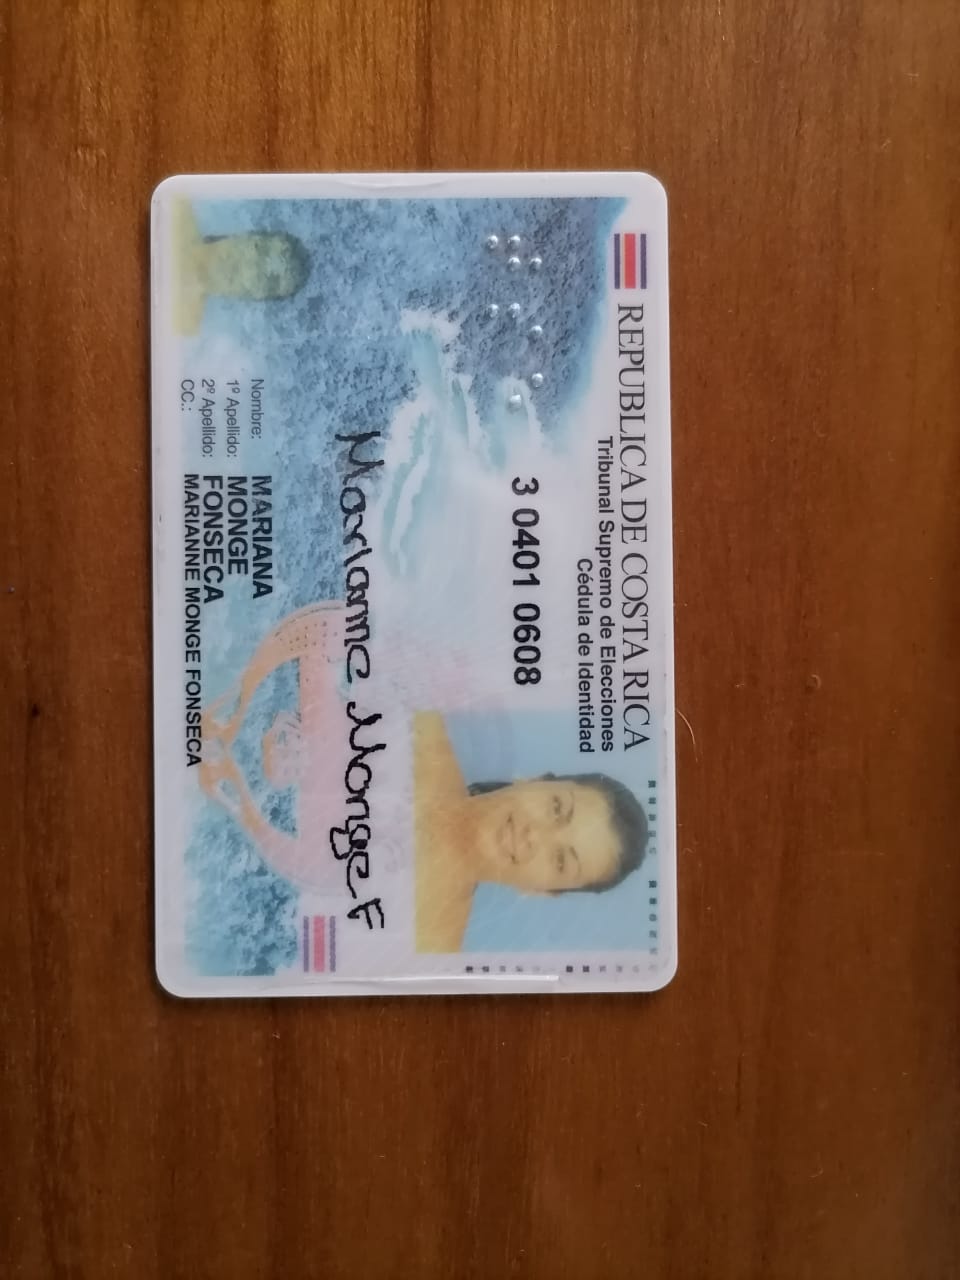 REPUBLICA DE COSTA RICA
Tribunal Supremo de Elecciones
Cédula de Identidad
3 0401 0608
Marianne Monge F
Nombre: MARIANA
1º Apellido: MONGE
2º Apellido: FONSECA
CC.: MARIANNE MONGE FONSECA